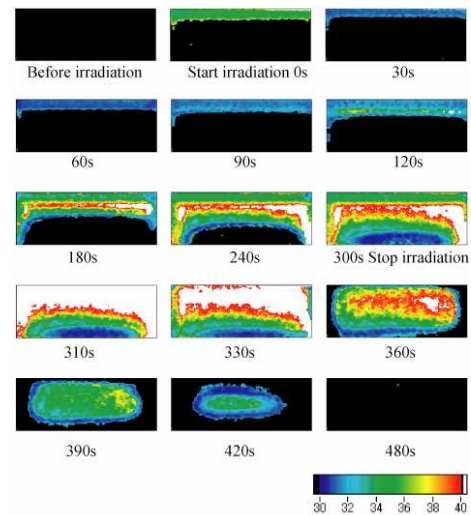 Before irradiation Start irradiation 0s 30s
60s 90s 120s
180s 240s 300s Stop irradiation
310s 330s 360s
390s 420s 480s
30 32 34 36 38 40